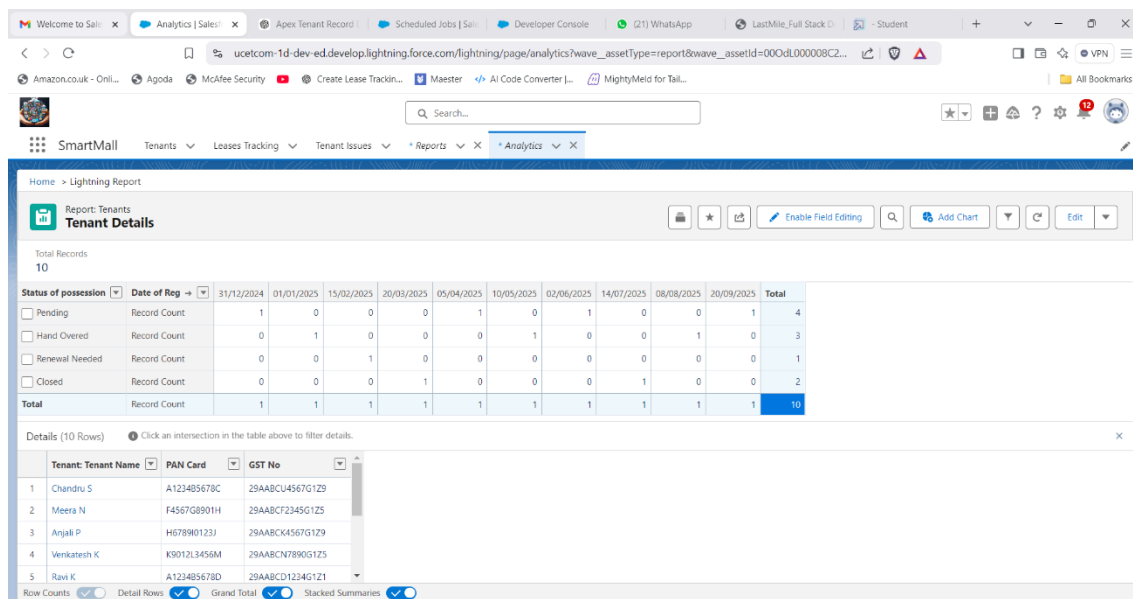 Welcome to Sale
Analytics | Salesf
Apex Tenant Record
Scheduled Jobs | Sale
Developer Console
(21) WhatsApp
LastMile_Full Stack D
- Student
ucetcom-1d-dev-ed.develop.lightning.force.com/lightning/page/analytics?wave__assetType=report&wave__assetId=00OdL000008C2...
VPN
Amazon.co.uk - Onli...
Agoda
McAfee Security
Create Lease Trackin...
Maester
AI Code Converter |...
MightyMeld for Tail...
All Bookmarks
Search...
12
SmartMall
Tenants
Leases Tracking
Tenant Issues
* Reports
* Analytics
Home > Lightning Report
Report: Tenants
Tenant Details
Enable Field Editing
Add Chart
Edit
Total Records
10
Status of possession Date of Reg → 31/12/2024 01/01/2025 15/02/2025 20/03/2025 05/04/2025 10/05/2025 02/06/2025 14/07/2025 08/08/2025 20/09/2025 Total
Pending Record Count 1 0 0 0 1 0 1 0 0 1 4
Hand Overed Record Count 0 1 0 0 0 1 0 0 1 0 3
Renewal Needed Record Count 0 0 1 0 0 0 0 0 0 0 1
Closed Record Count 0 0 0 1 0 0 0 1 0 0 2
Total Record Count 1 1 1 1 1 1 1 1 1 1 10
Details (10 Rows) Click an intersection in the table above to filter details.
Tenant: Tenant Name PAN Card GST No
1 Chandru S A1234B5678C 29AABCU4567G1Z9
2 Meera N F4567G8901H 29AABCF2345G1Z5
3 Anjali P H6789I0123J 29AABCK4567G1Z9
4 Venkatesh K K9012L3456M 29AABCN7890G1Z5
5 Ravi K A1234B5678D 29AABCD1234G1Z1
Row Counts Detail Rows Grand Total Stacked Summaries